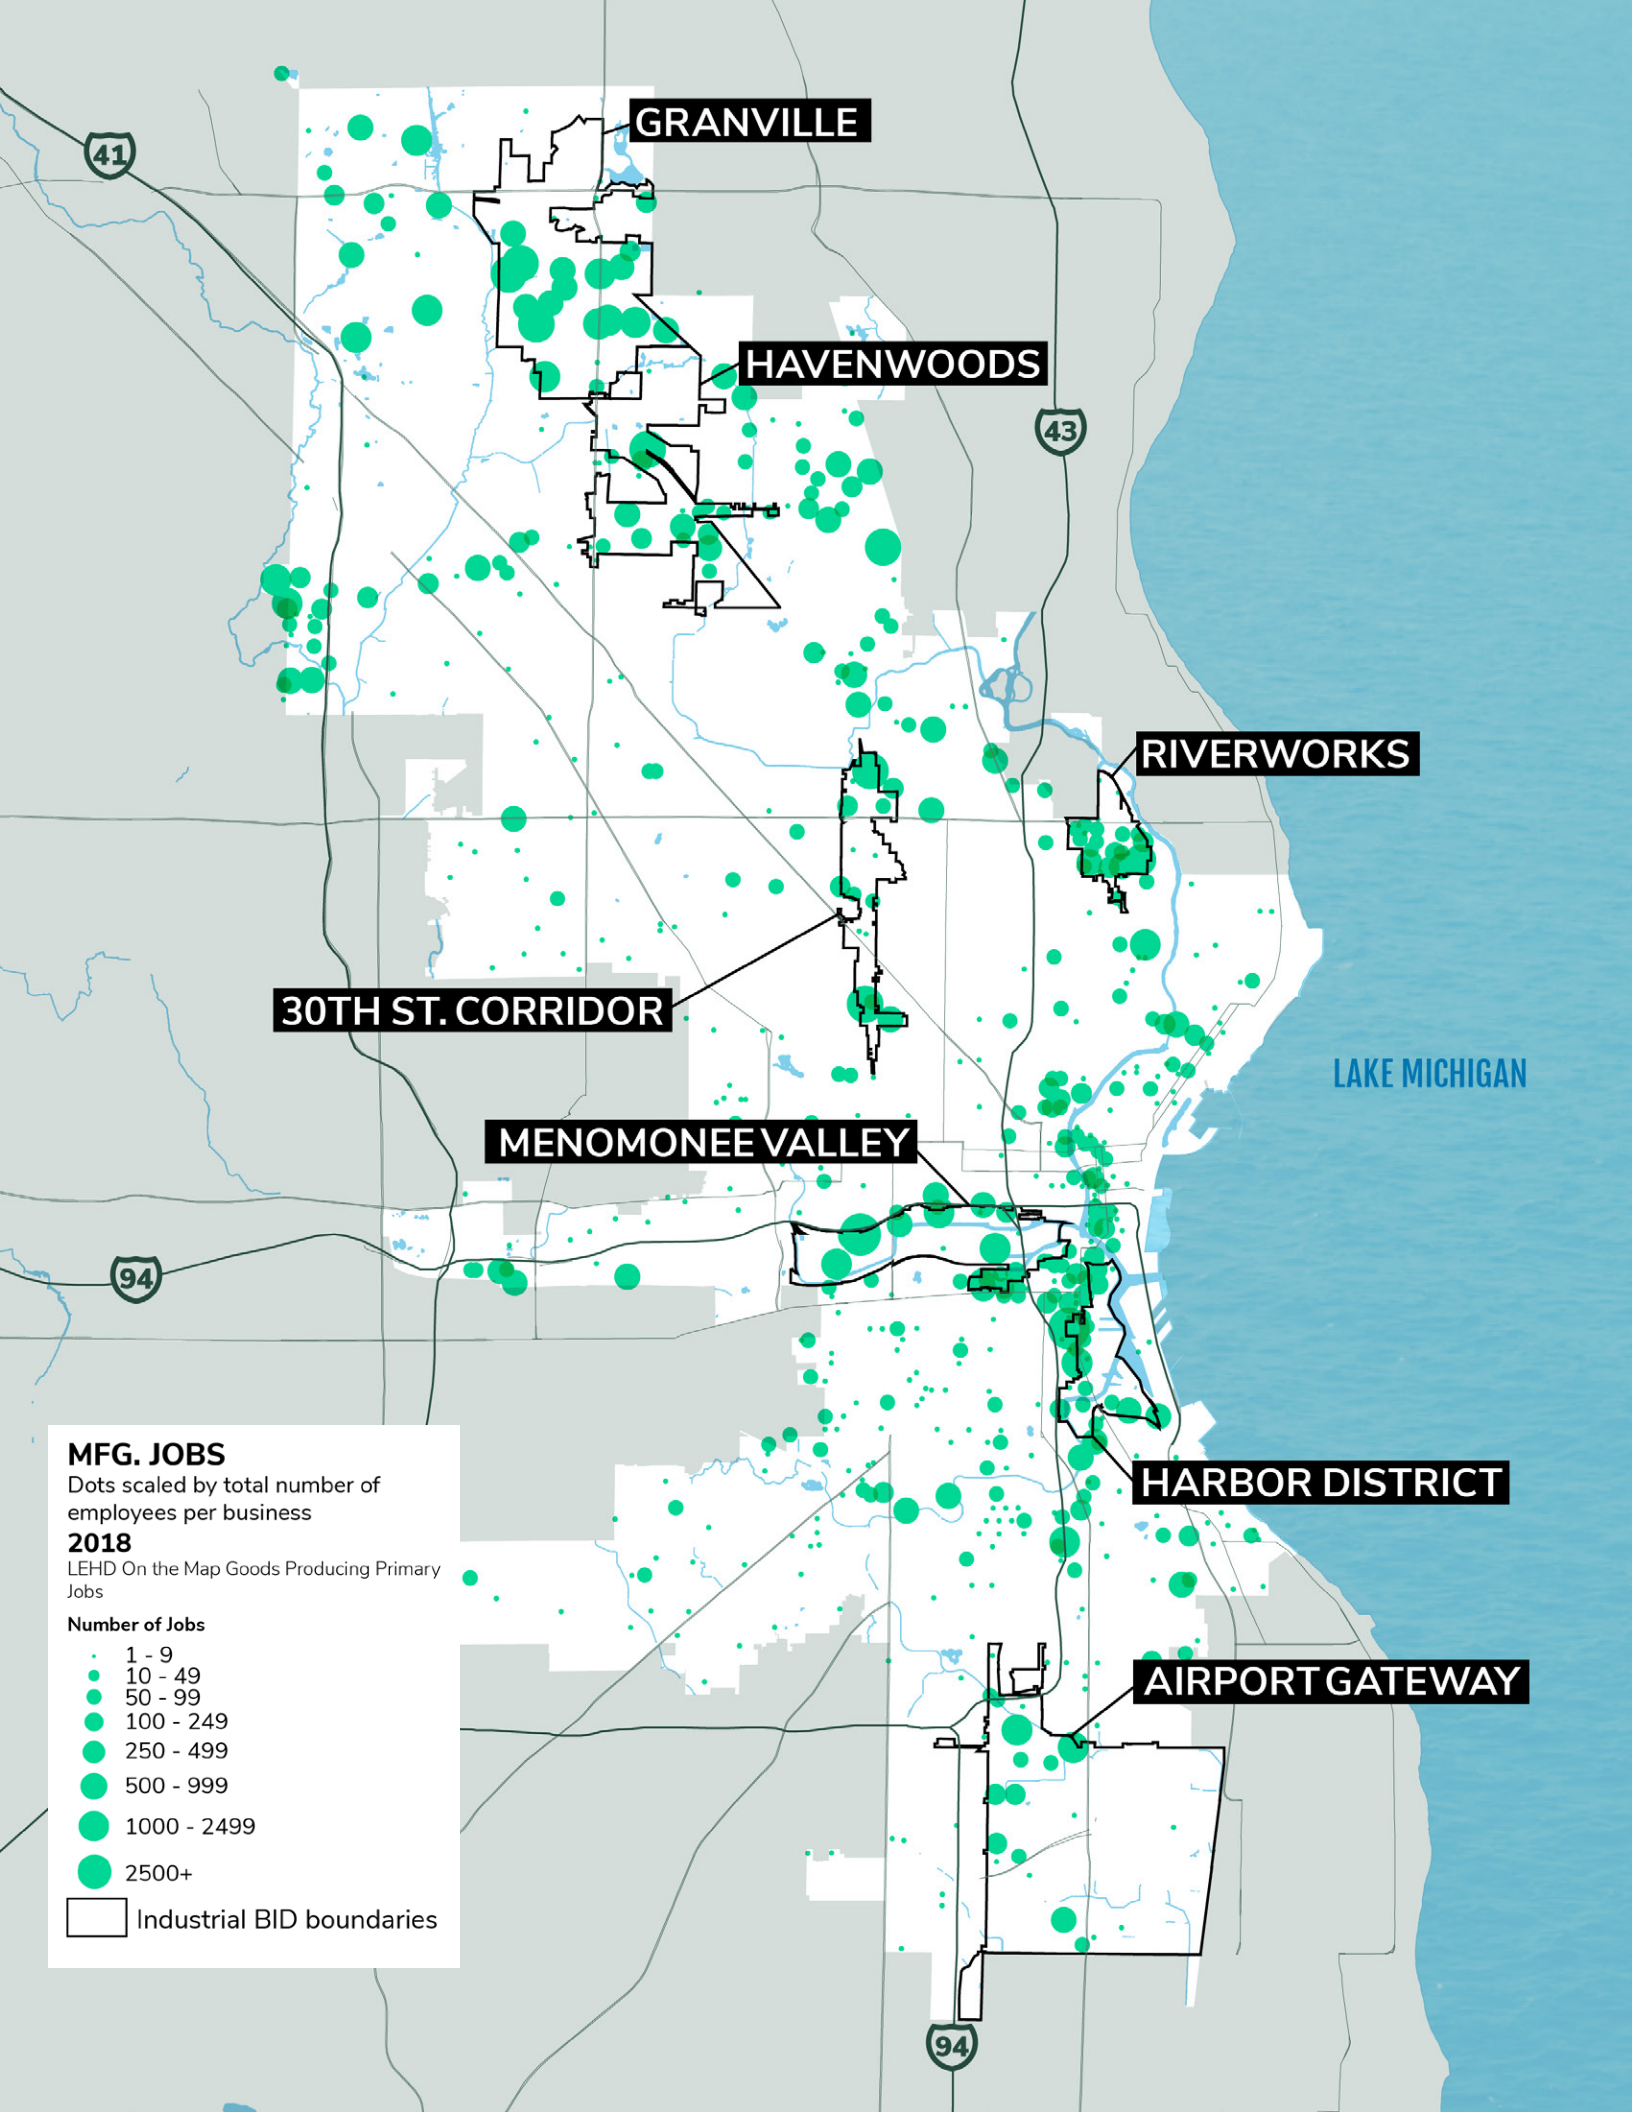 GRANVILLE
41
HAVENWOODS
43
RIVERWORKS
30TH ST. CORRIDOR
LAKE MICHIGAN
MENOMONEE VALLEY
94
MFG. JOBS
Dots scaled by total number of
employees per business
2018
LEHD On the Map Goods Producing Primary
Jobs
Number of Jobs
1 - 9
10 - 49
50 - 99
100 - 249
250 - 499
500 - 999
1000 - 2499
2500+
Industrial BID boundaries
HARBOR DISTRICT
AIRPORT GATEWAY
94